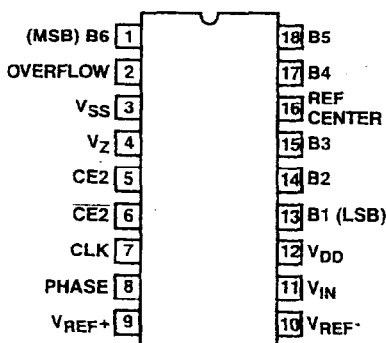 (MSB) B6 1
OVERFLOW 2
VSS 3
VZ 4
CE2 5
CE2 6
CLK 7
PHASE 8
VREF+ 9
18 B5
17 B4
16 REF
CENTER
15 B3
14 B2
13 B1 (LSB)
12 VDD
11 VIN
10 VREF-